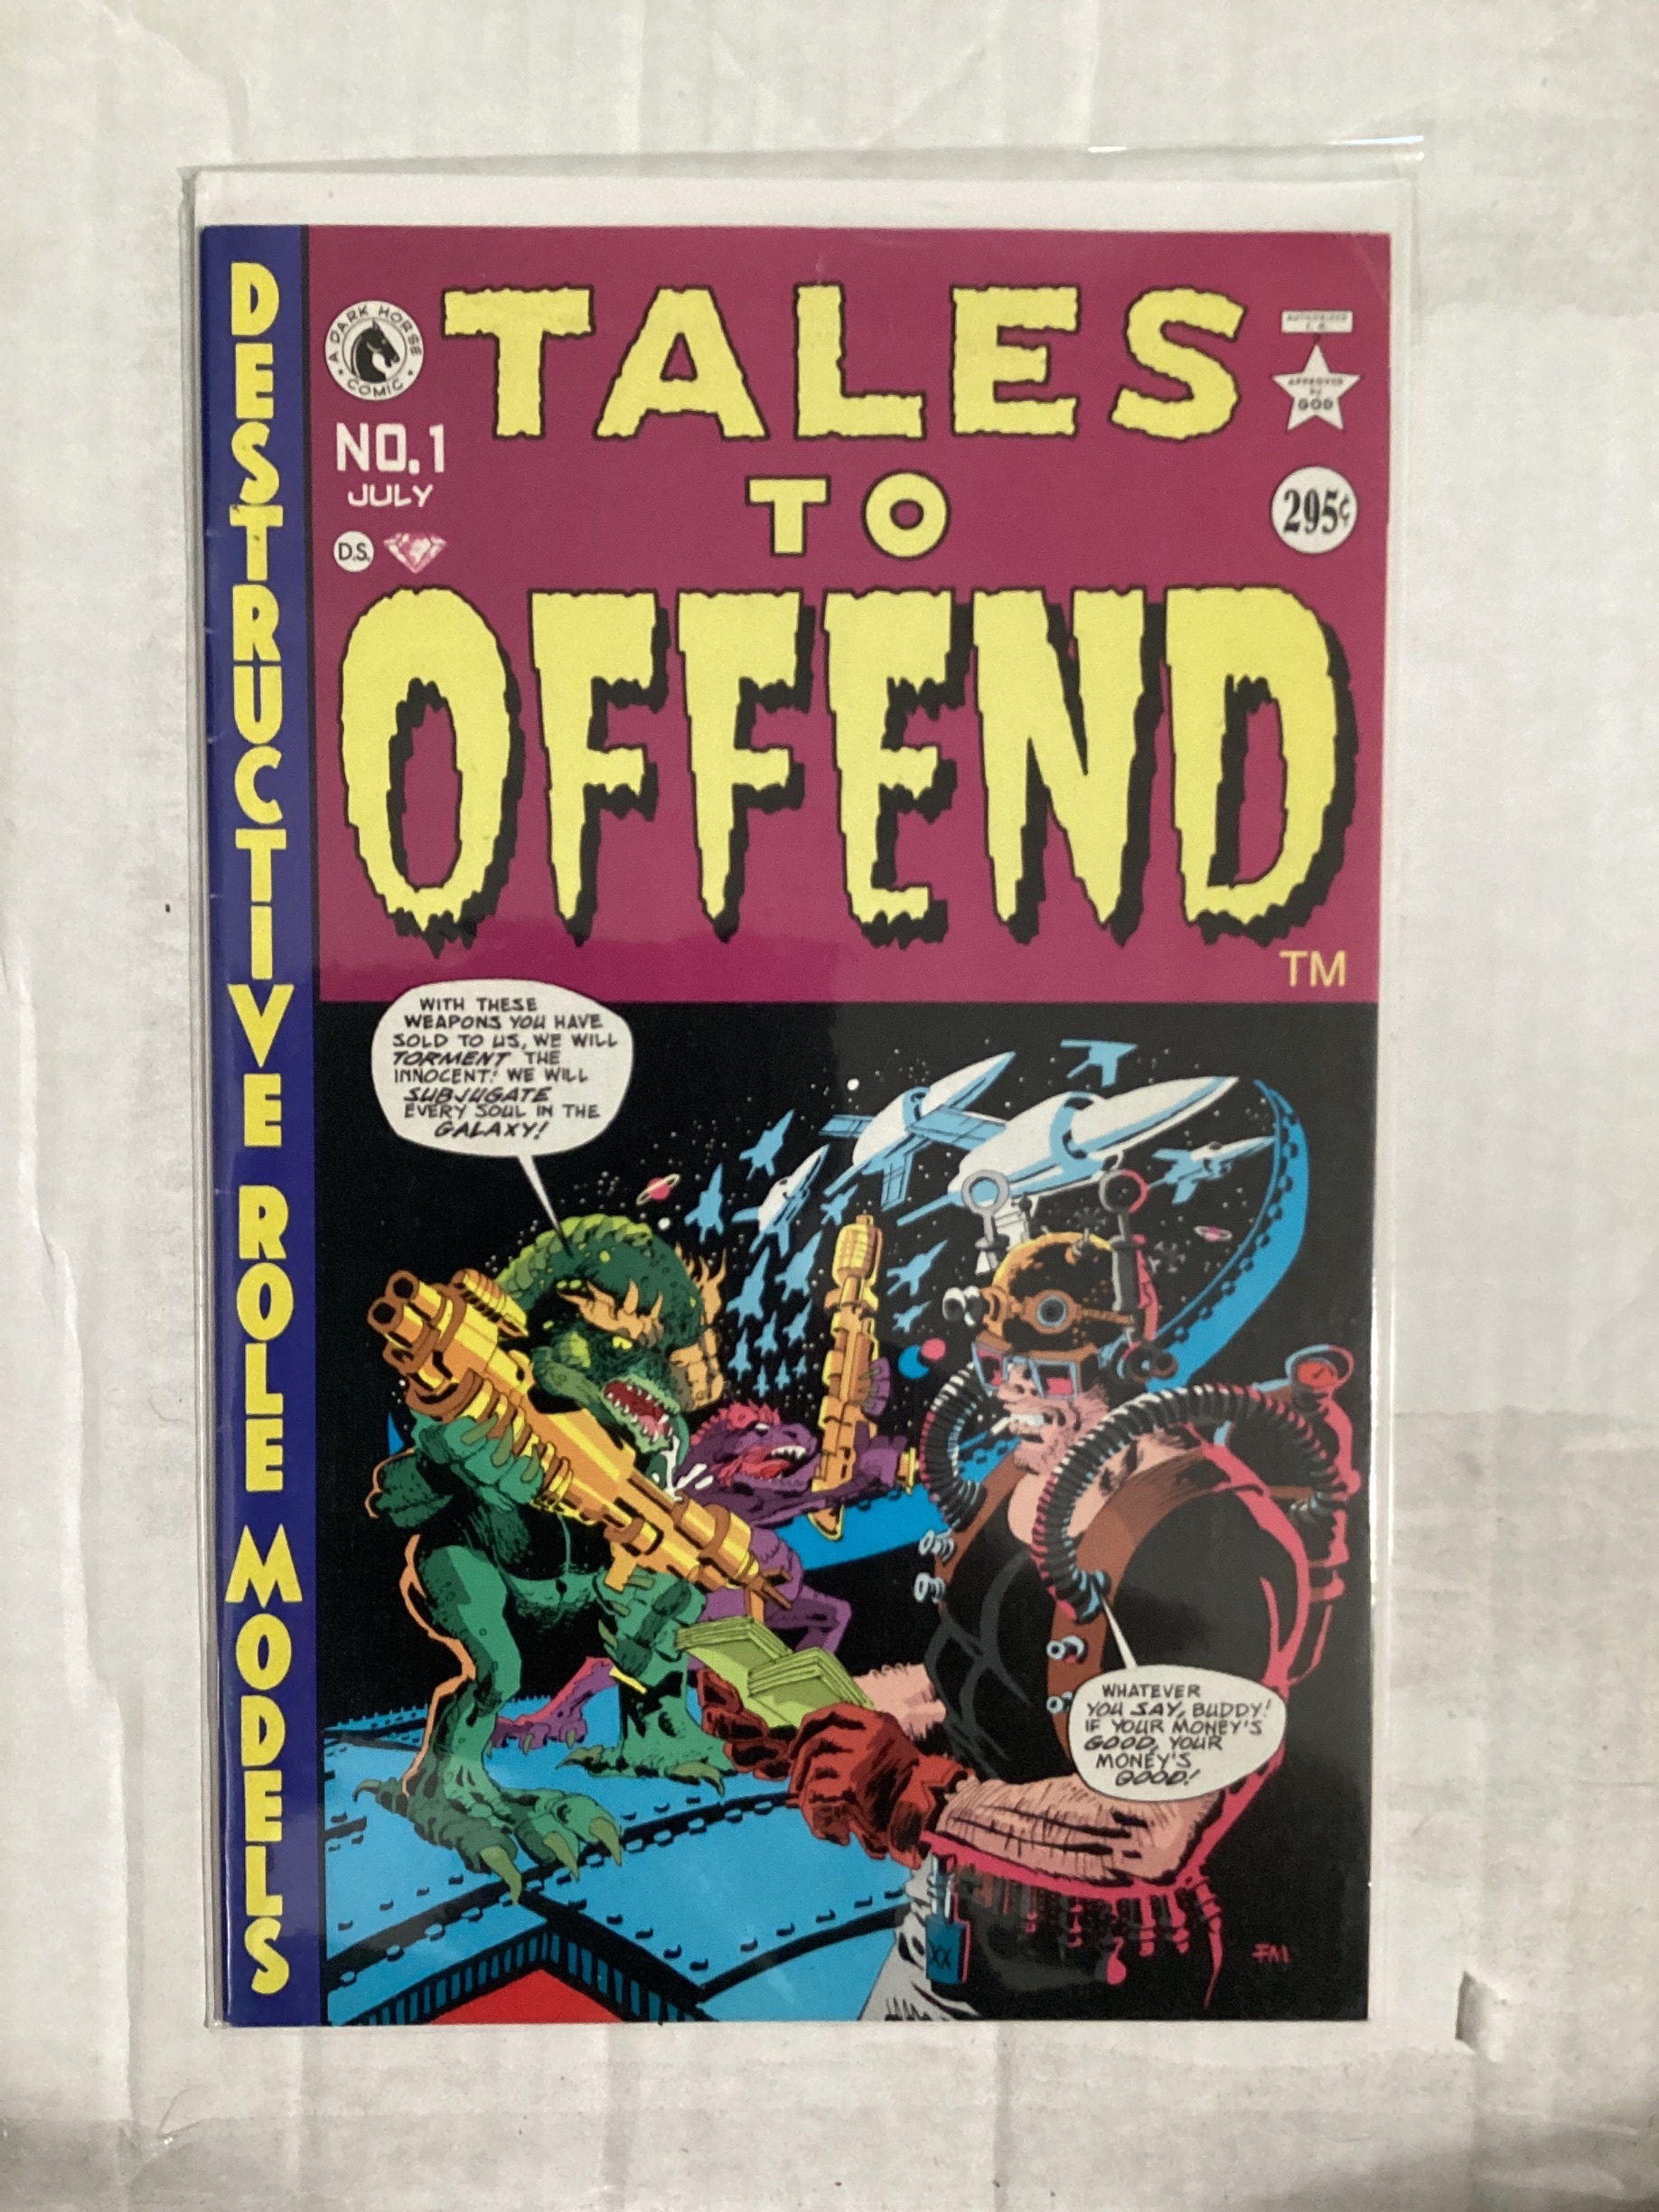 DESTRUCTIVE ROLE MODELS
A DARK HORSE
COMIC
NO. 1
JULY
D.S.
TALES
TO
OFFEND
TM
AUTHORIZED
APPROVED
by
GOD
295¢
WITH THESE
WEAPONS YOU HAVE
SOLD TO US, WE WILL
TORMENT THE
INNOCENT! WE WILL
SUBJUGATE
EVERY SOUL IN THE
GALAXY!
WHATEVER
YOU SAY, BUDDY!
IF YOUR MONEY'S
GOOD, YOUR
MONEY'S
GOOD!
XX
FM